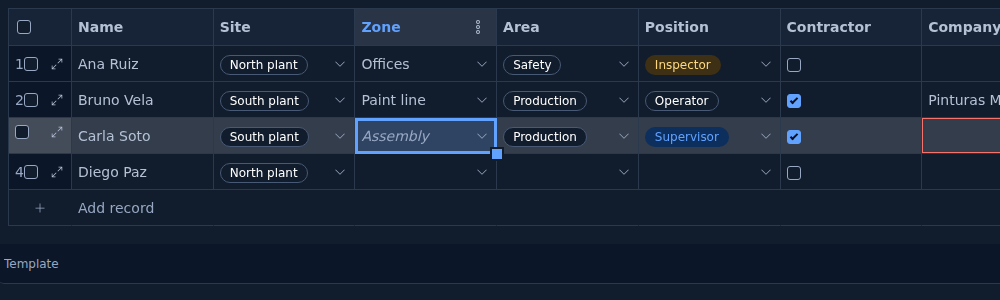 Name Site Zone Area Position Contractor Company
1 Ana Ruiz North plant Offices Safety Inspector
2 Bruno Vela South plant Paint line Production Operator Pinturas M
Carla Soto South plant Assembly Production Supervisor
4 Diego Paz North plant
+ Add record
Template